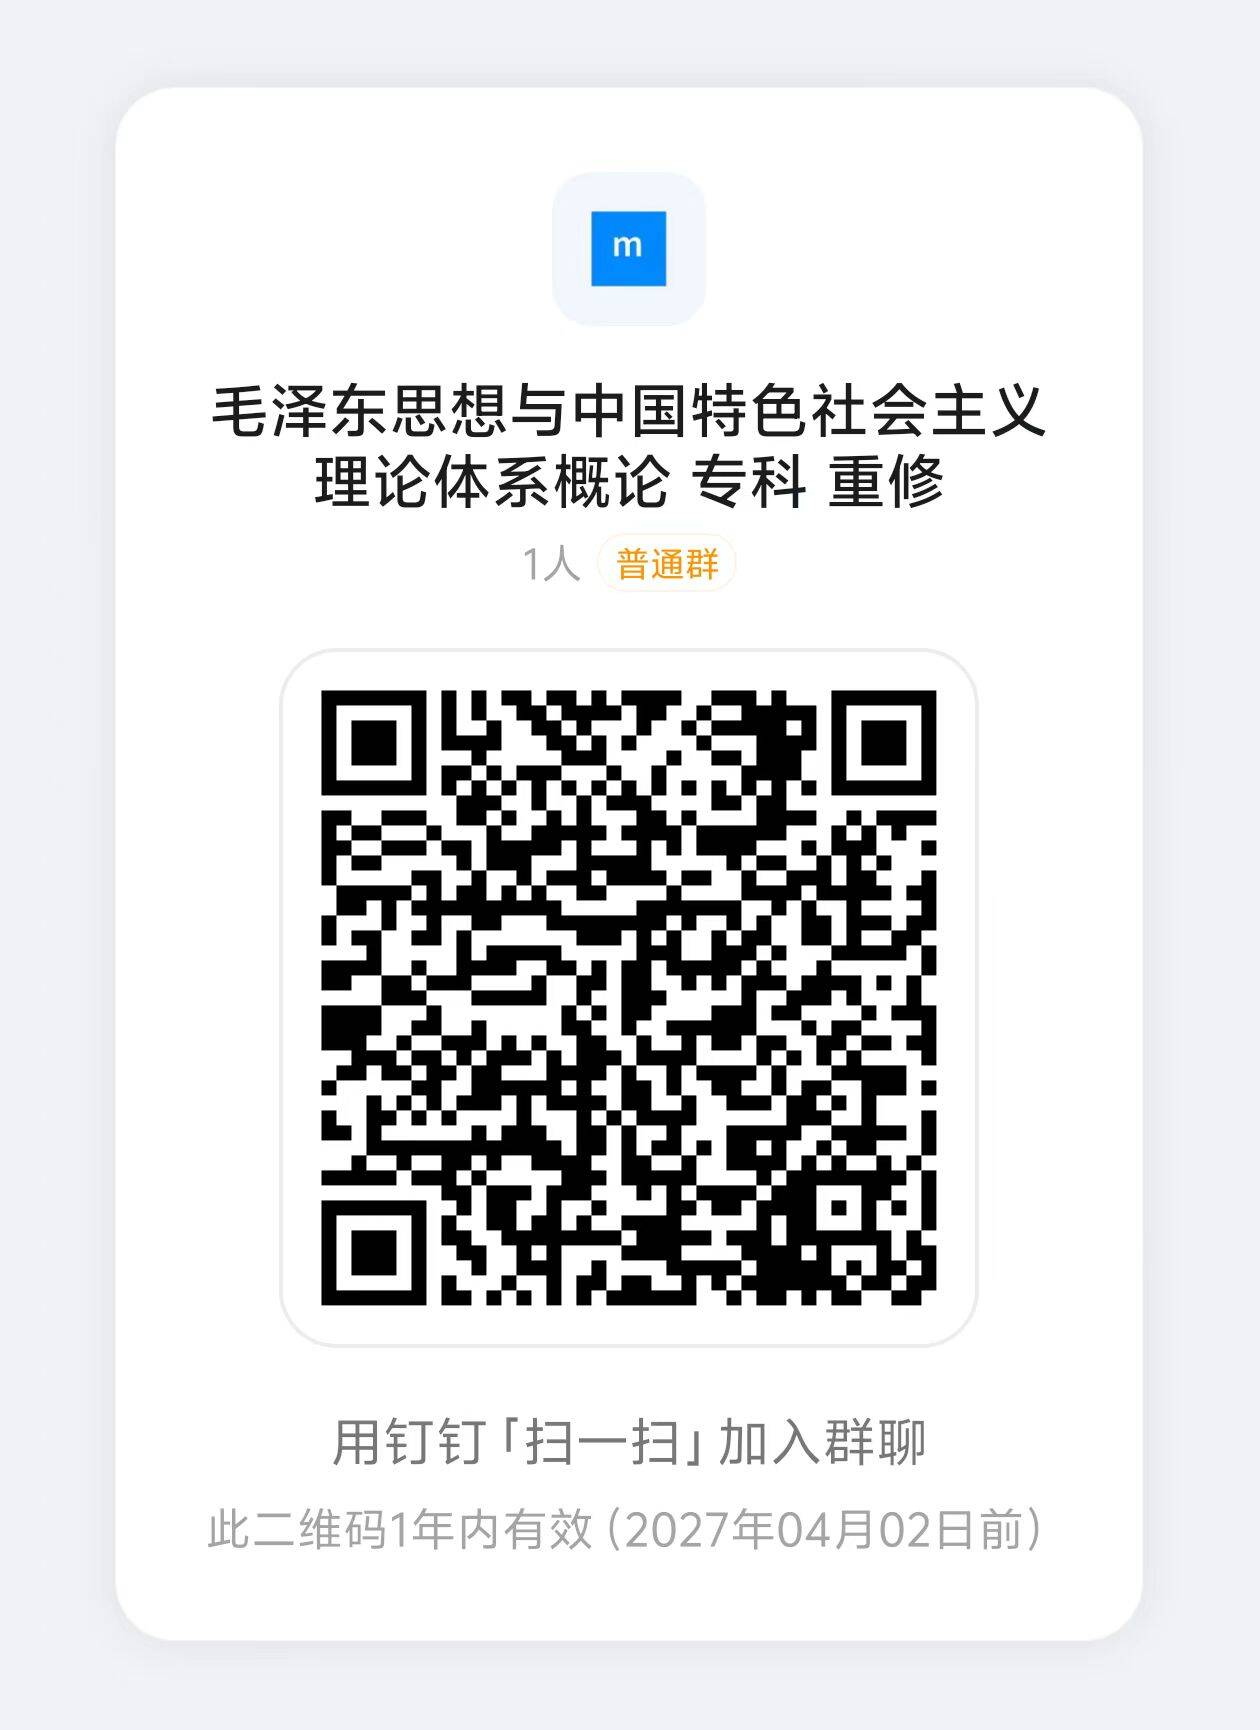 m
毛泽东思想与中国特色社会主义
理论体系概论 专科 重修
1人 普通群
用钉钉「扫一扫」加入群聊
此二维码1年内有效（2027年04月02日前）